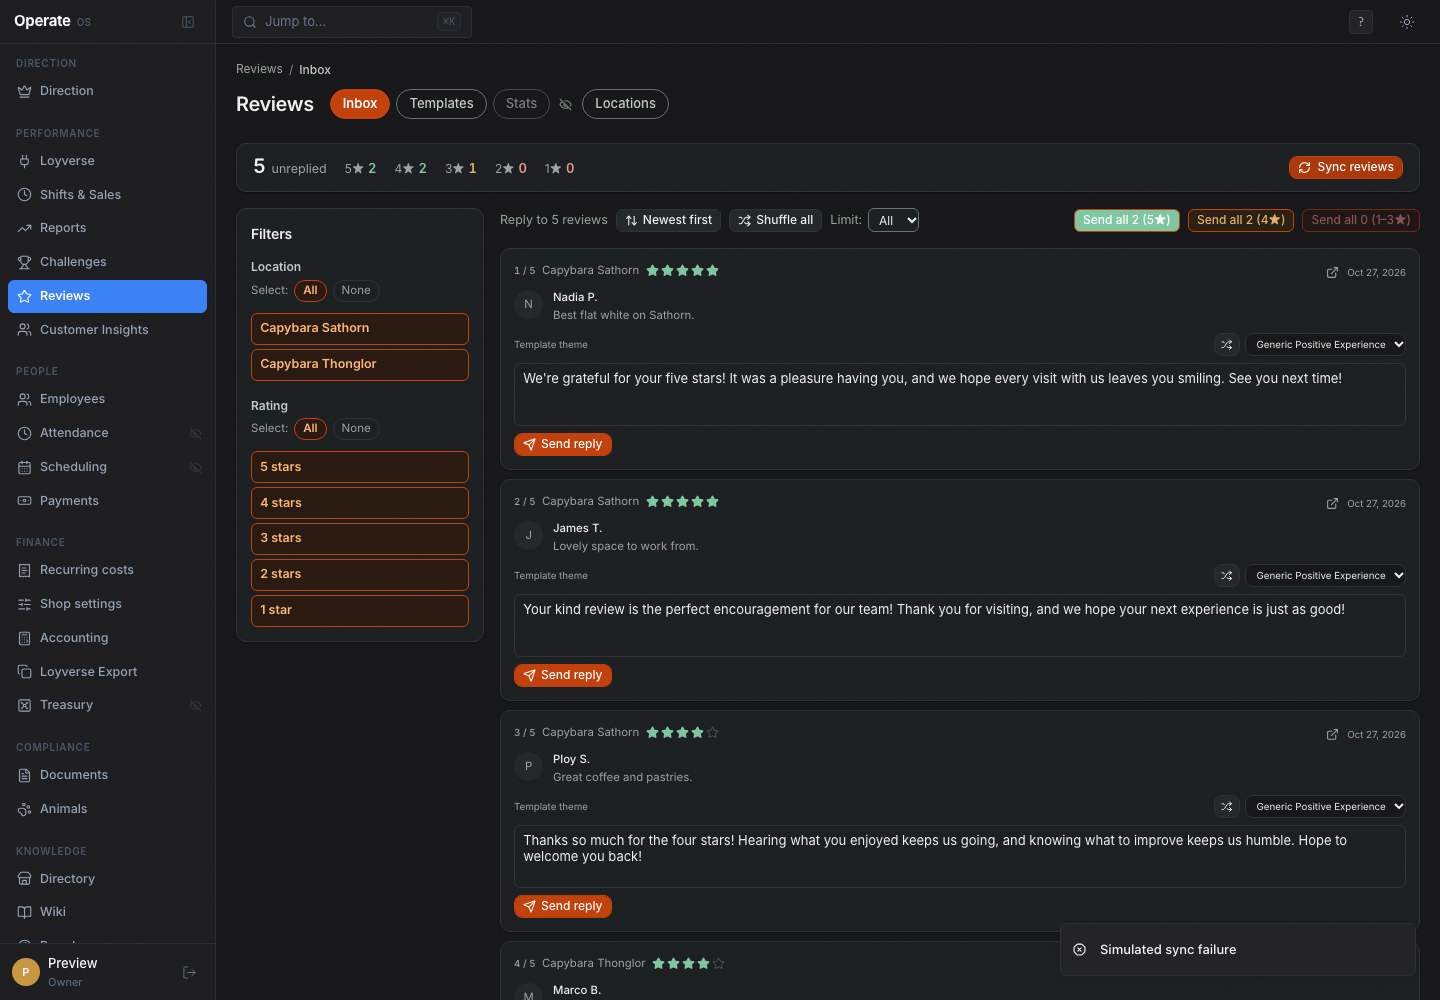 Operate OS
Jump to...
⌘K
?
DIRECTION
Direction
PERFORMANCE
Loyverse
Shifts & Sales
Reports
Challenges
Reviews
Customer Insights
PEOPLE
Employees
Attendance
Scheduling
Payments
FINANCE
Recurring costs
Shop settings
Accounting
Loyverse Export
Treasury
COMPLIANCE
Documents
Animals
KNOWLEDGE
Directory
Wiki
P
Preview
Owner
Reviews / Inbox
Reviews
Inbox
Templates
Stats
Locations
5 unreplied 5★ 2 4★ 2 3★ 1 2★ 0 1★ 0
Sync reviews
Filters
Location
Select: All None
Capybara Sathorn
Capybara Thonglor
Rating
Select: All None
5 stars
4 stars
3 stars
2 stars
1 star
Reply to 5 reviews Newest first Shuffle all Limit: All
Send all 2 (5★) Send all 2 (4★) Send all 0 (1–3★)
1 / 5 Capybara Sathorn
Oct 27, 2026
N
Nadia P.
Best flat white on Sathorn.
Template theme
Generic Positive Experience
We're grateful for your five stars! It was a pleasure having you, and we hope every visit with us leaves you smiling. See you next time!
Send reply
2 / 5 Capybara Sathorn
Oct 27, 2026
J
James T.
Lovely space to work from.
Template theme
Generic Positive Experience
Your kind review is the perfect encouragement for our team! Thank you for visiting, and we hope your next experience is just as good!
Send reply
3 / 5 Capybara Sathorn
Oct 27, 2026
P
Ploy S.
Great coffee and pastries.
Template theme
Generic Positive Experience
Thanks so much for the four stars! Hearing what you enjoyed keeps us going, and knowing what to improve keeps us humble. Hope to
welcome you back!
Send reply
4 / 5 Capybara Thonglor
M
Marco B.
Simulated sync failure